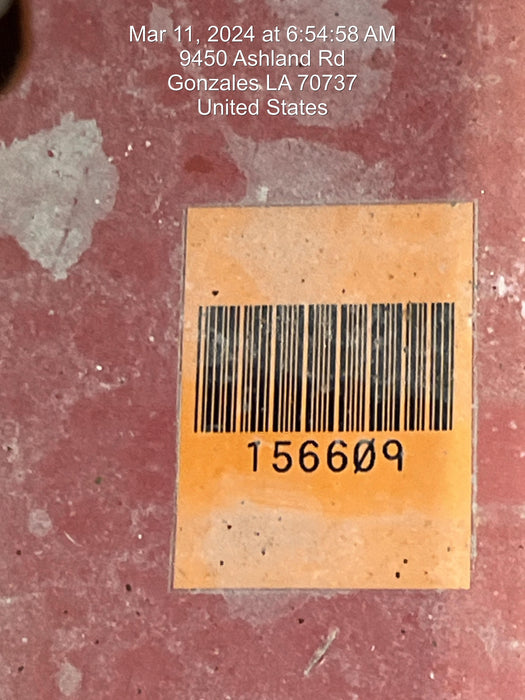 Mar 11, 2024 at 6:54:58 AM
9450 Ashland Rd
Gonzales LA 70737
United States
156609